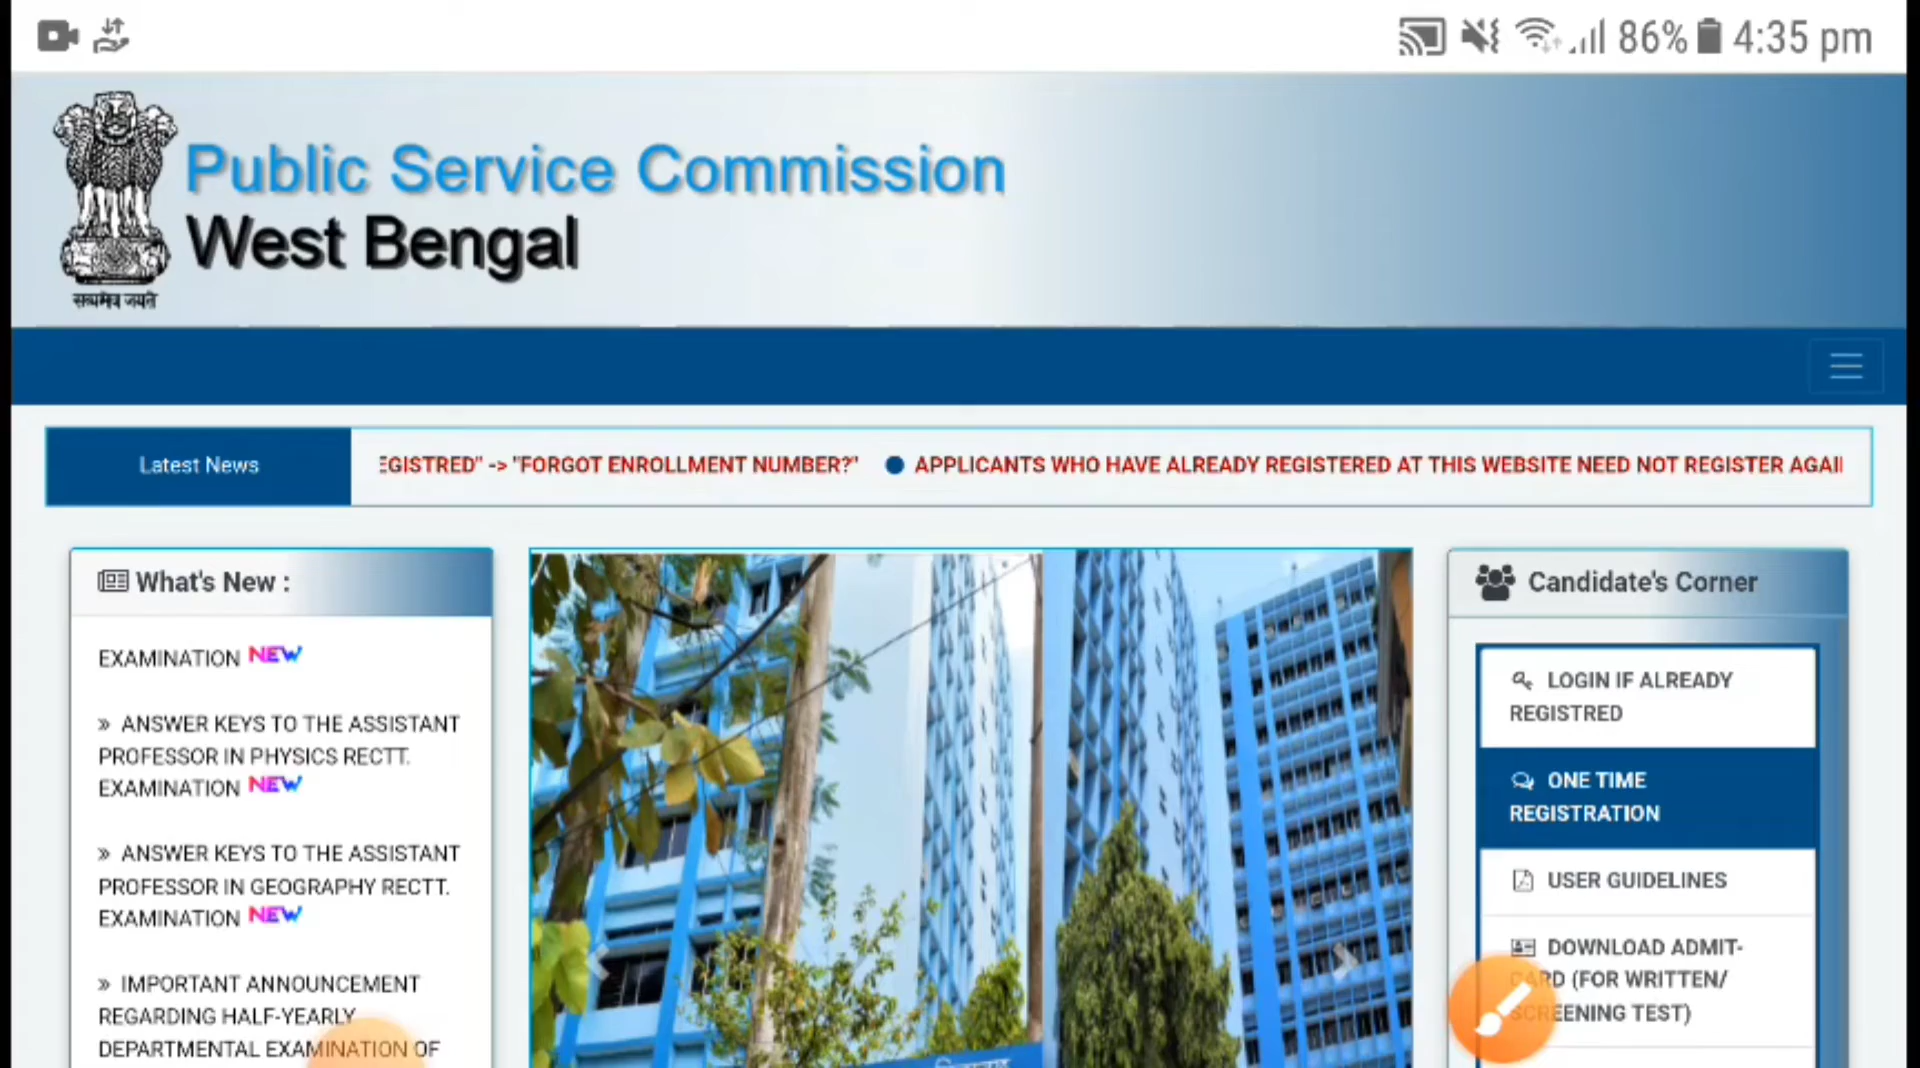 86% 4:35 pm
Public Service Commission
West Bengal
सत्यमेव जयते
Latest News
EGISTRED" -> "FORGOT ENROLLMENT NUMBER?" ● APPLICANTS WHO HAVE ALREADY REGISTERED AT THIS WEBSITE NEED NOT REGISTER AGAI
What's New :
EXAMINATION NEW
» ANSWER KEYS TO THE ASSISTANT
PROFESSOR IN PHYSICS RECTT.
EXAMINATION NEW
» ANSWER KEYS TO THE ASSISTANT
PROFESSOR IN GEOGRAPHY RECTT.
EXAMINATION NEW
» IMPORTANT ANNOUNCEMENT
REGARDING HALF-YEARLY
DEPARTMENTAL EXAMINATION OF
Candidate's Corner
LOGIN IF ALREADY
REGISTRED
ONE TIME
REGISTRATION
USER GUIDELINES
DOWNLOAD ADMIT-
CARD (FOR WRITTEN/
SCREENING TEST)